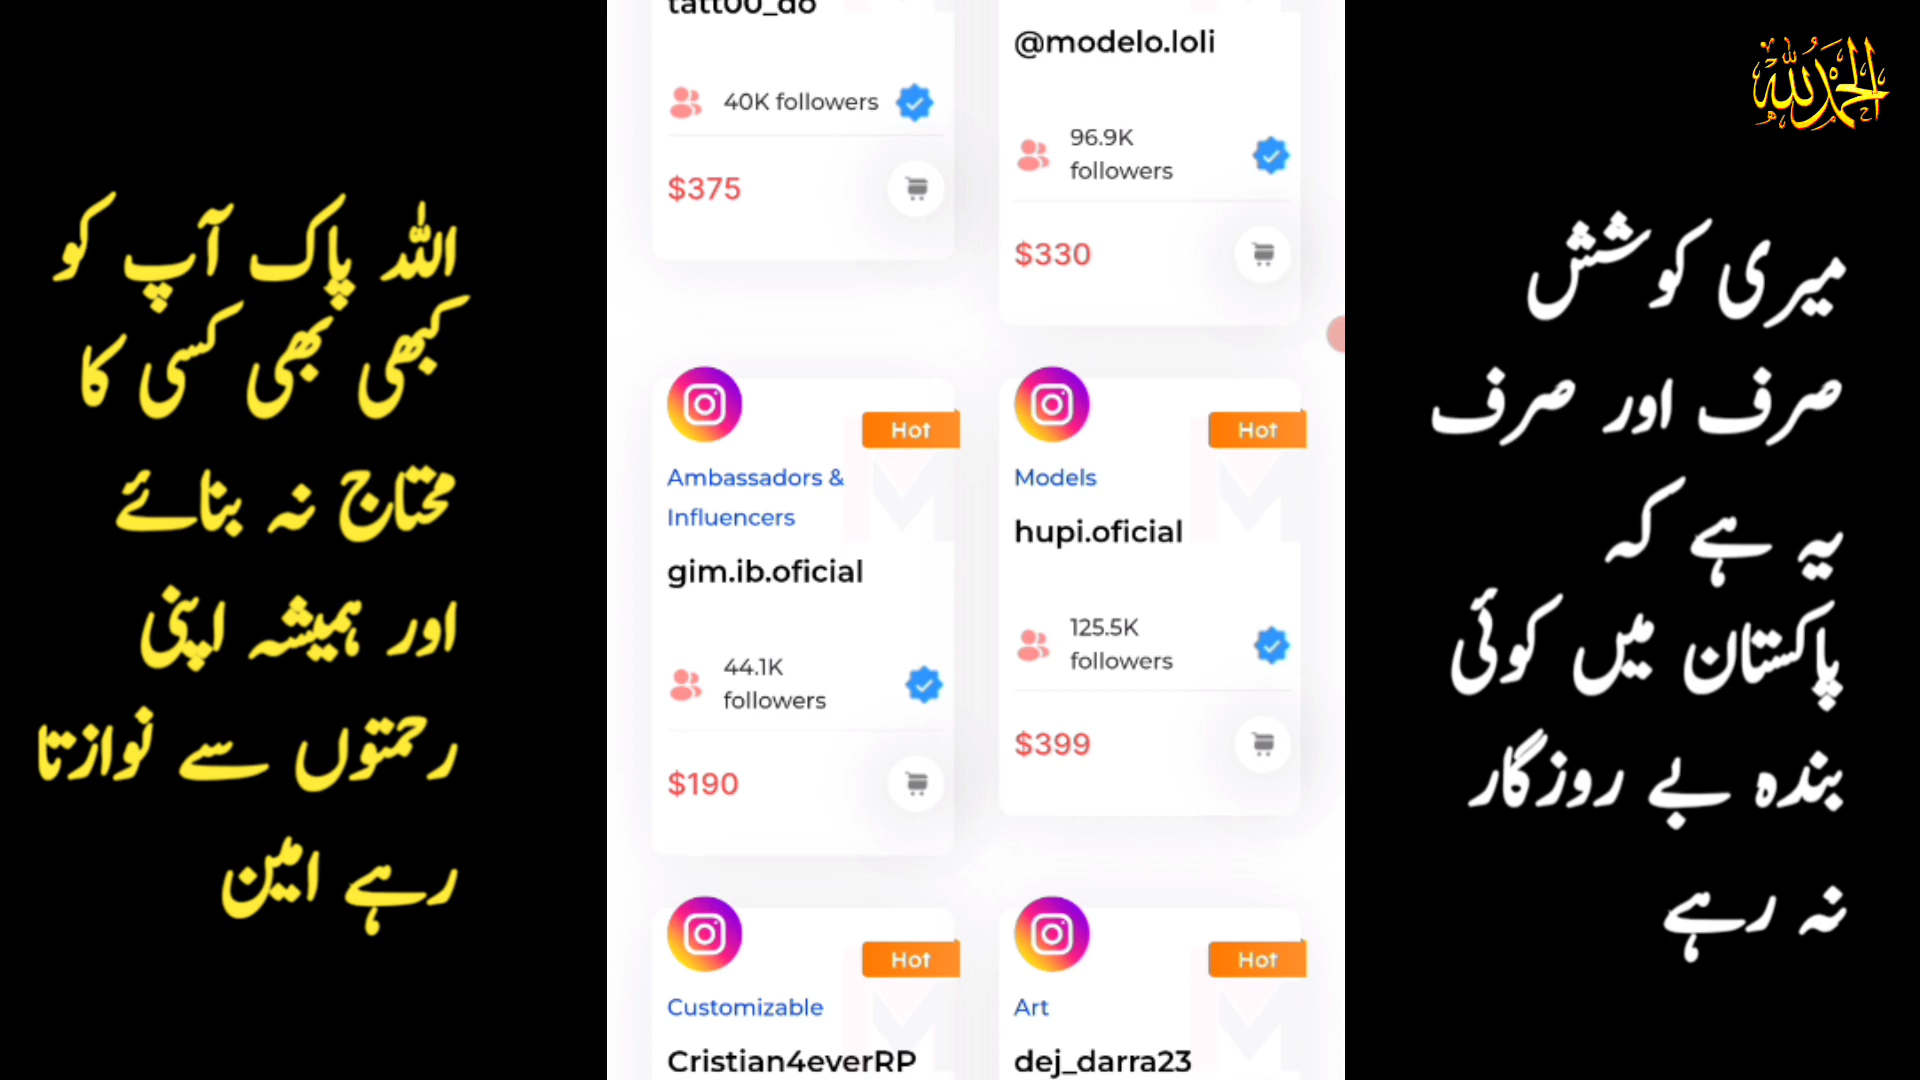 اللہ پاک آپ کو
کبھی بھی کسی کا
محتاج نہ بنائے
اور ہمیشہ اپنی
رحمتوں سے نوازتا
رہے امین
tatt00_do
40K followers
$375
@modelo.loli
96.9K
followers
$330
Hot
Ambassadors &
Influencers
gim.ib.oficial
44.1K
followers
$190
Hot
Models
hupi.oficial
125.5K
followers
$399
Hot
Customizable
Cristian4everRP
Hot
Art
dej_darra23
الحمدللہ
میری کوشش
صرف اور صرف
یہ ہے کہ
پاکستان میں کوئی
بندہ بے روزگار
نہ رہے